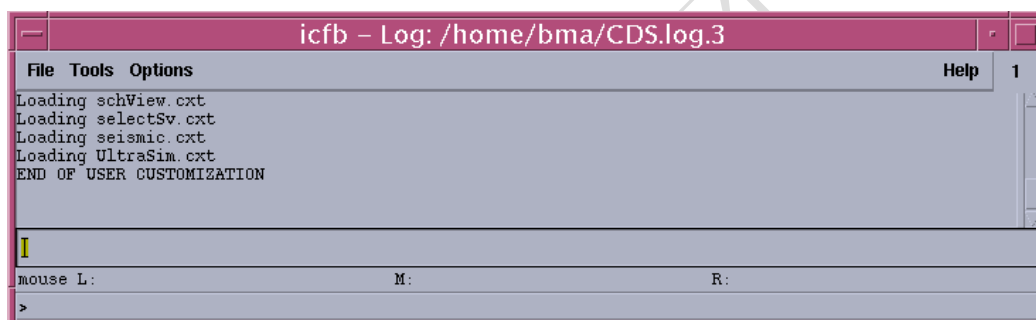 icfb – Log: /home/bma/CDS.log.3
File Tools Options Help 1
Loading schView.cxt
Loading selectSv.cxt
Loading seismic.cxt
Loading UltraSim.cxt
END OF USER CUSTOMIZATION
mouse L: M: R:
>